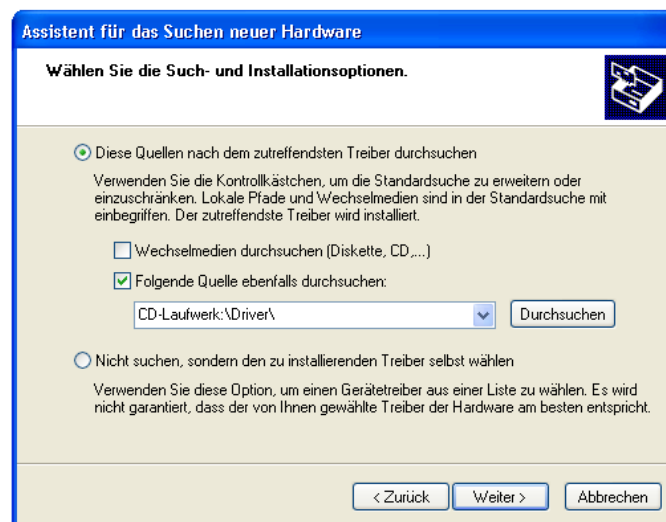 Assistent für das Suchen neuer Hardware
Wählen Sie die Such- und Installationsoptionen.
Diese Quellen nach dem zutreffendsten Treiber durchsuchen
Verwenden Sie die Kontrollkästchen, um die Standardsuche zu erweitern oder
einzuschränken. Lokale Pfade und Wechselmedien sind in der Standardsuche mit
einbegriffen. Der zutreffendste Treiber wird installiert.
Wechselmedien durchsuchen (Diskette, CD,...)
Folgende Quelle ebenfalls durchsuchen:
CD-Laufwerk:\Driver\ Durchsuchen
Nicht suchen, sondern den zu installierenden Treiber selbst wählen
Verwenden Sie diese Option, um einen Gerätetreiber aus einer Liste zu wählen. Es wird
nicht garantiert, dass der von Ihnen gewählte Treiber der Hardware am besten entspricht.
< Zurück Weiter > Abbrechen